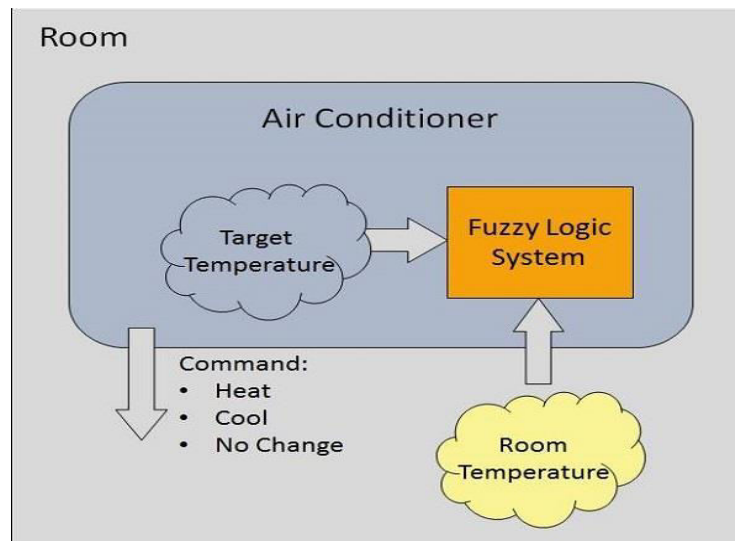 Room
Air Conditioner
Target
Temperature
Fuzzy Logic
System
Command:
• Heat
• Cool
• No Change
Room
Temperature